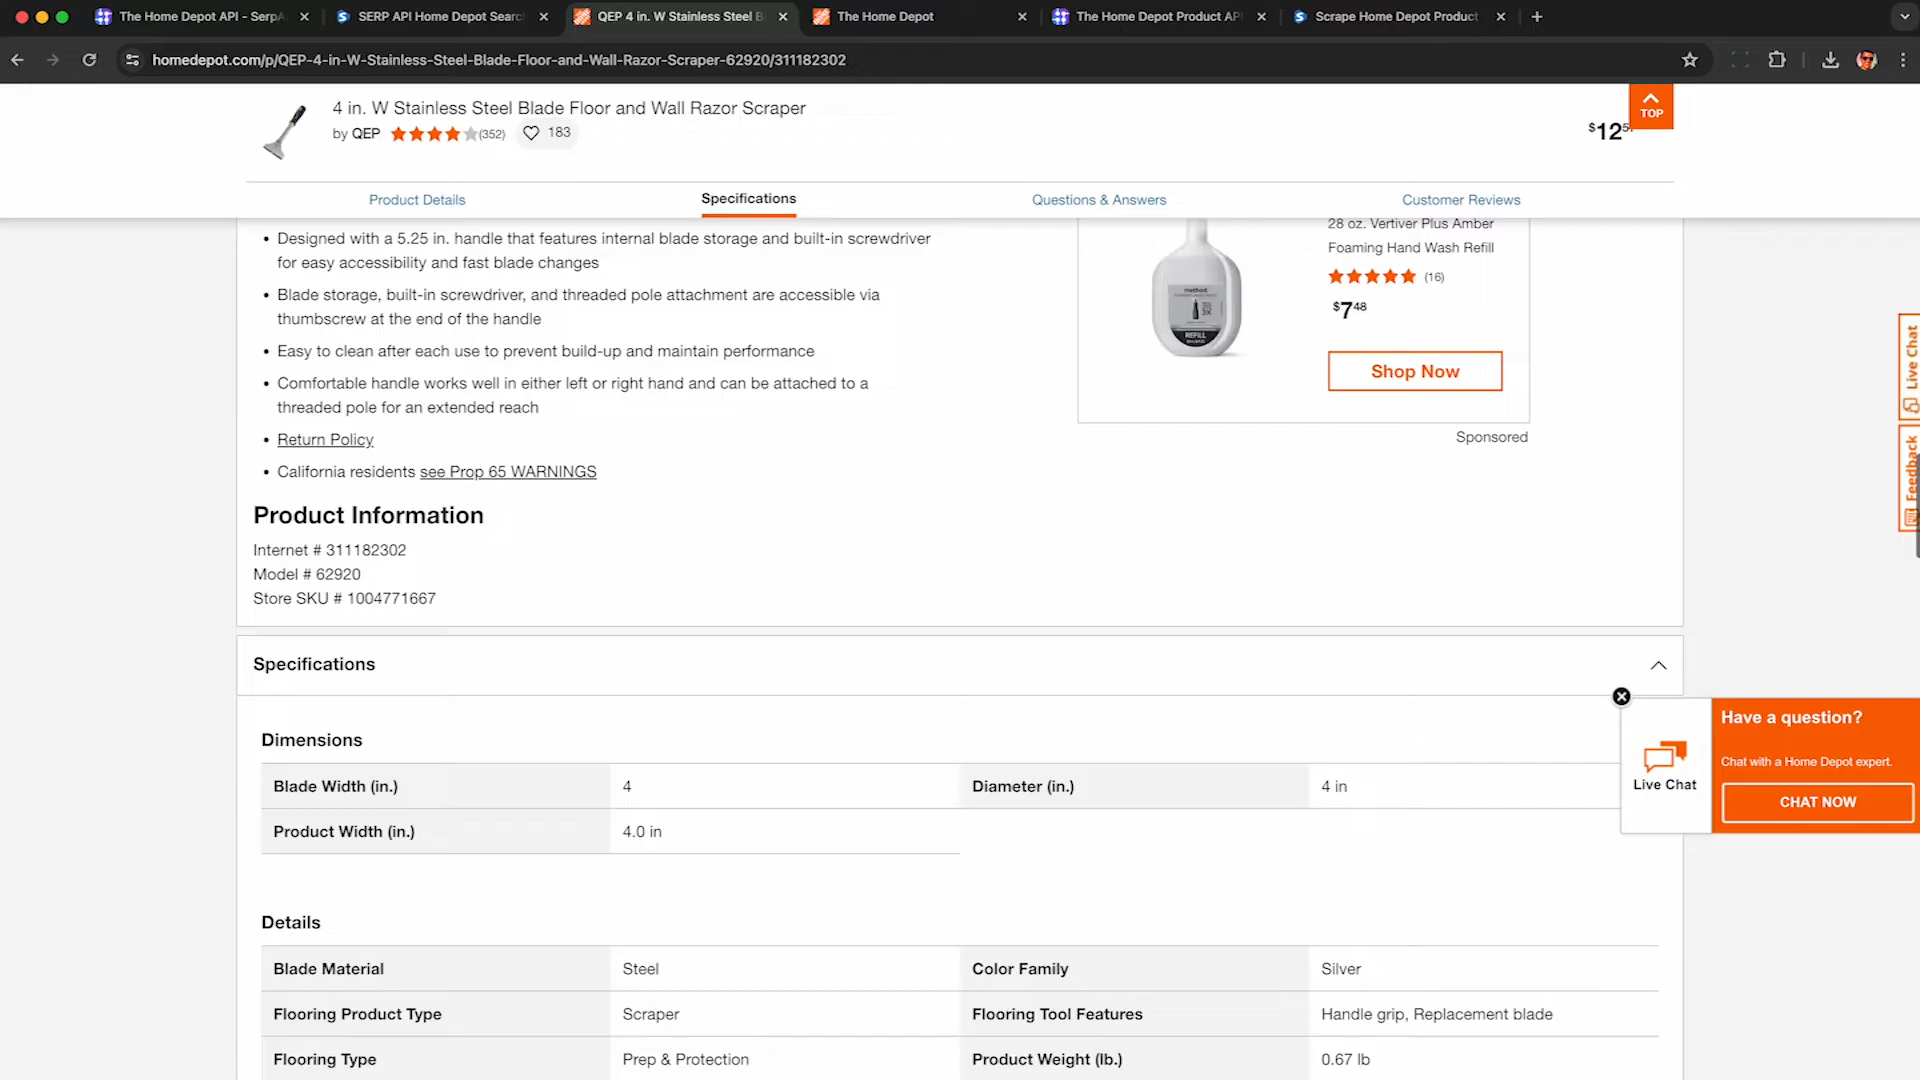 The Home Depot API - SerpA
SERP API Home Depot Searc
QEP 4 in. W Stainless Steel B
The Home Depot
The Home Depot Product API
Scrape Home Depot Product
homedepot.com/p/QEP-4-in-W-Stainless-Steel-Blade-Floor-and-Wall-Razor-Scraper-62920/311182302
4 in. W Stainless Steel Blade Floor and Wall Razor Scraper
by QEP (352) 183
$12
TOP
Product Details
Specifications
Questions & Answers
Customer Reviews
• Designed with a 5.25 in. handle that features internal blade storage and built-in screwdriver
for easy accessibility and fast blade changes
• Blade storage, built-in screwdriver, and threaded pole attachment are accessible via
thumbscrew at the end of the handle
• Easy to clean after each use to prevent build-up and maintain performance
• Comfortable handle works well in either left or right hand and can be attached to a
threaded pole for an extended reach
• Return Policy
• California residents see Prop 65 WARNINGS
method
REFILL
28 oz. Vertiver Plus Amber
Foaming Hand Wash Refill
(16)
$7 48
Shop Now
Sponsored
Live Chat
Feedback
Product Information
Internet # 311182302
Model # 62920
Store SKU # 1004771667
Specifications
Dimensions
Blade Width (in.) 4 Diameter (in.) 4 in
Product Width (in.) 4.0 in
Details
Blade Material Steel Color Family Silver
Flooring Product Type Scraper Flooring Tool Features Handle grip, Replacement blade
Flooring Type Prep & Protection Product Weight (lb.) 0.67 lb
Live Chat
Have a question?
Chat with a Home Depot expert.
CHAT NOW